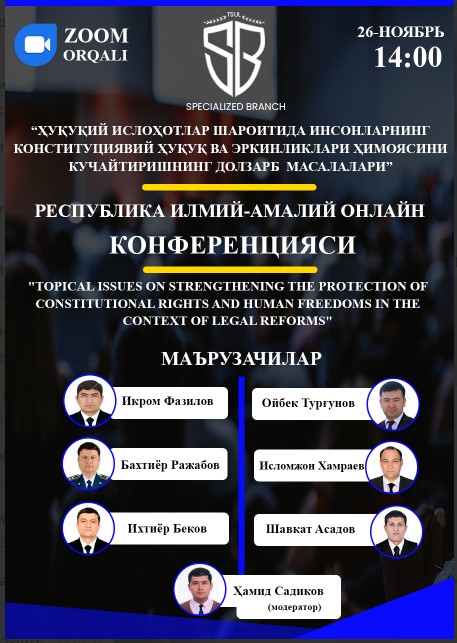 ZOOM
ORQALI
TSUL
SB
SPECIALIZED BRANCH
26-НОЯБРЬ
14:00
“ҲУҚУҚИЙ ИСЛОҲОТЛАР ШАРОИТИДА ИНСОНЛАРНИНГ
КОНСТИТУЦИЯВИЙ ҲУҚУҚ ВА ЭРКИНЛИКЛАРИ ҲИМОЯСИНИ
КУЧАЙТИРИШНИНГ ДОЛЗАРБ МАСАЛАЛАРИ”
РЕСПУБЛИКА ИЛМИЙ-АМАЛИЙ ОНЛАЙН
КОНФЕРЕНЦИЯСИ
"TOPICAL ISSUES ON STRENGTHENING THE PROTECTION OF
CONSTITUTIONAL RIGHTS AND HUMAN FREEDOMS IN THE
CONTEXT OF LEGAL REFORMS"
МАЪРУЗАЧИЛАР
Икром Фазилов
Ойбек Турғунов
Бахтиёр Ражабов
Исломжон Хамраев
Ихтиёр Беков
Шавкат Асадов
Ҳамид Садиков
(модератор)